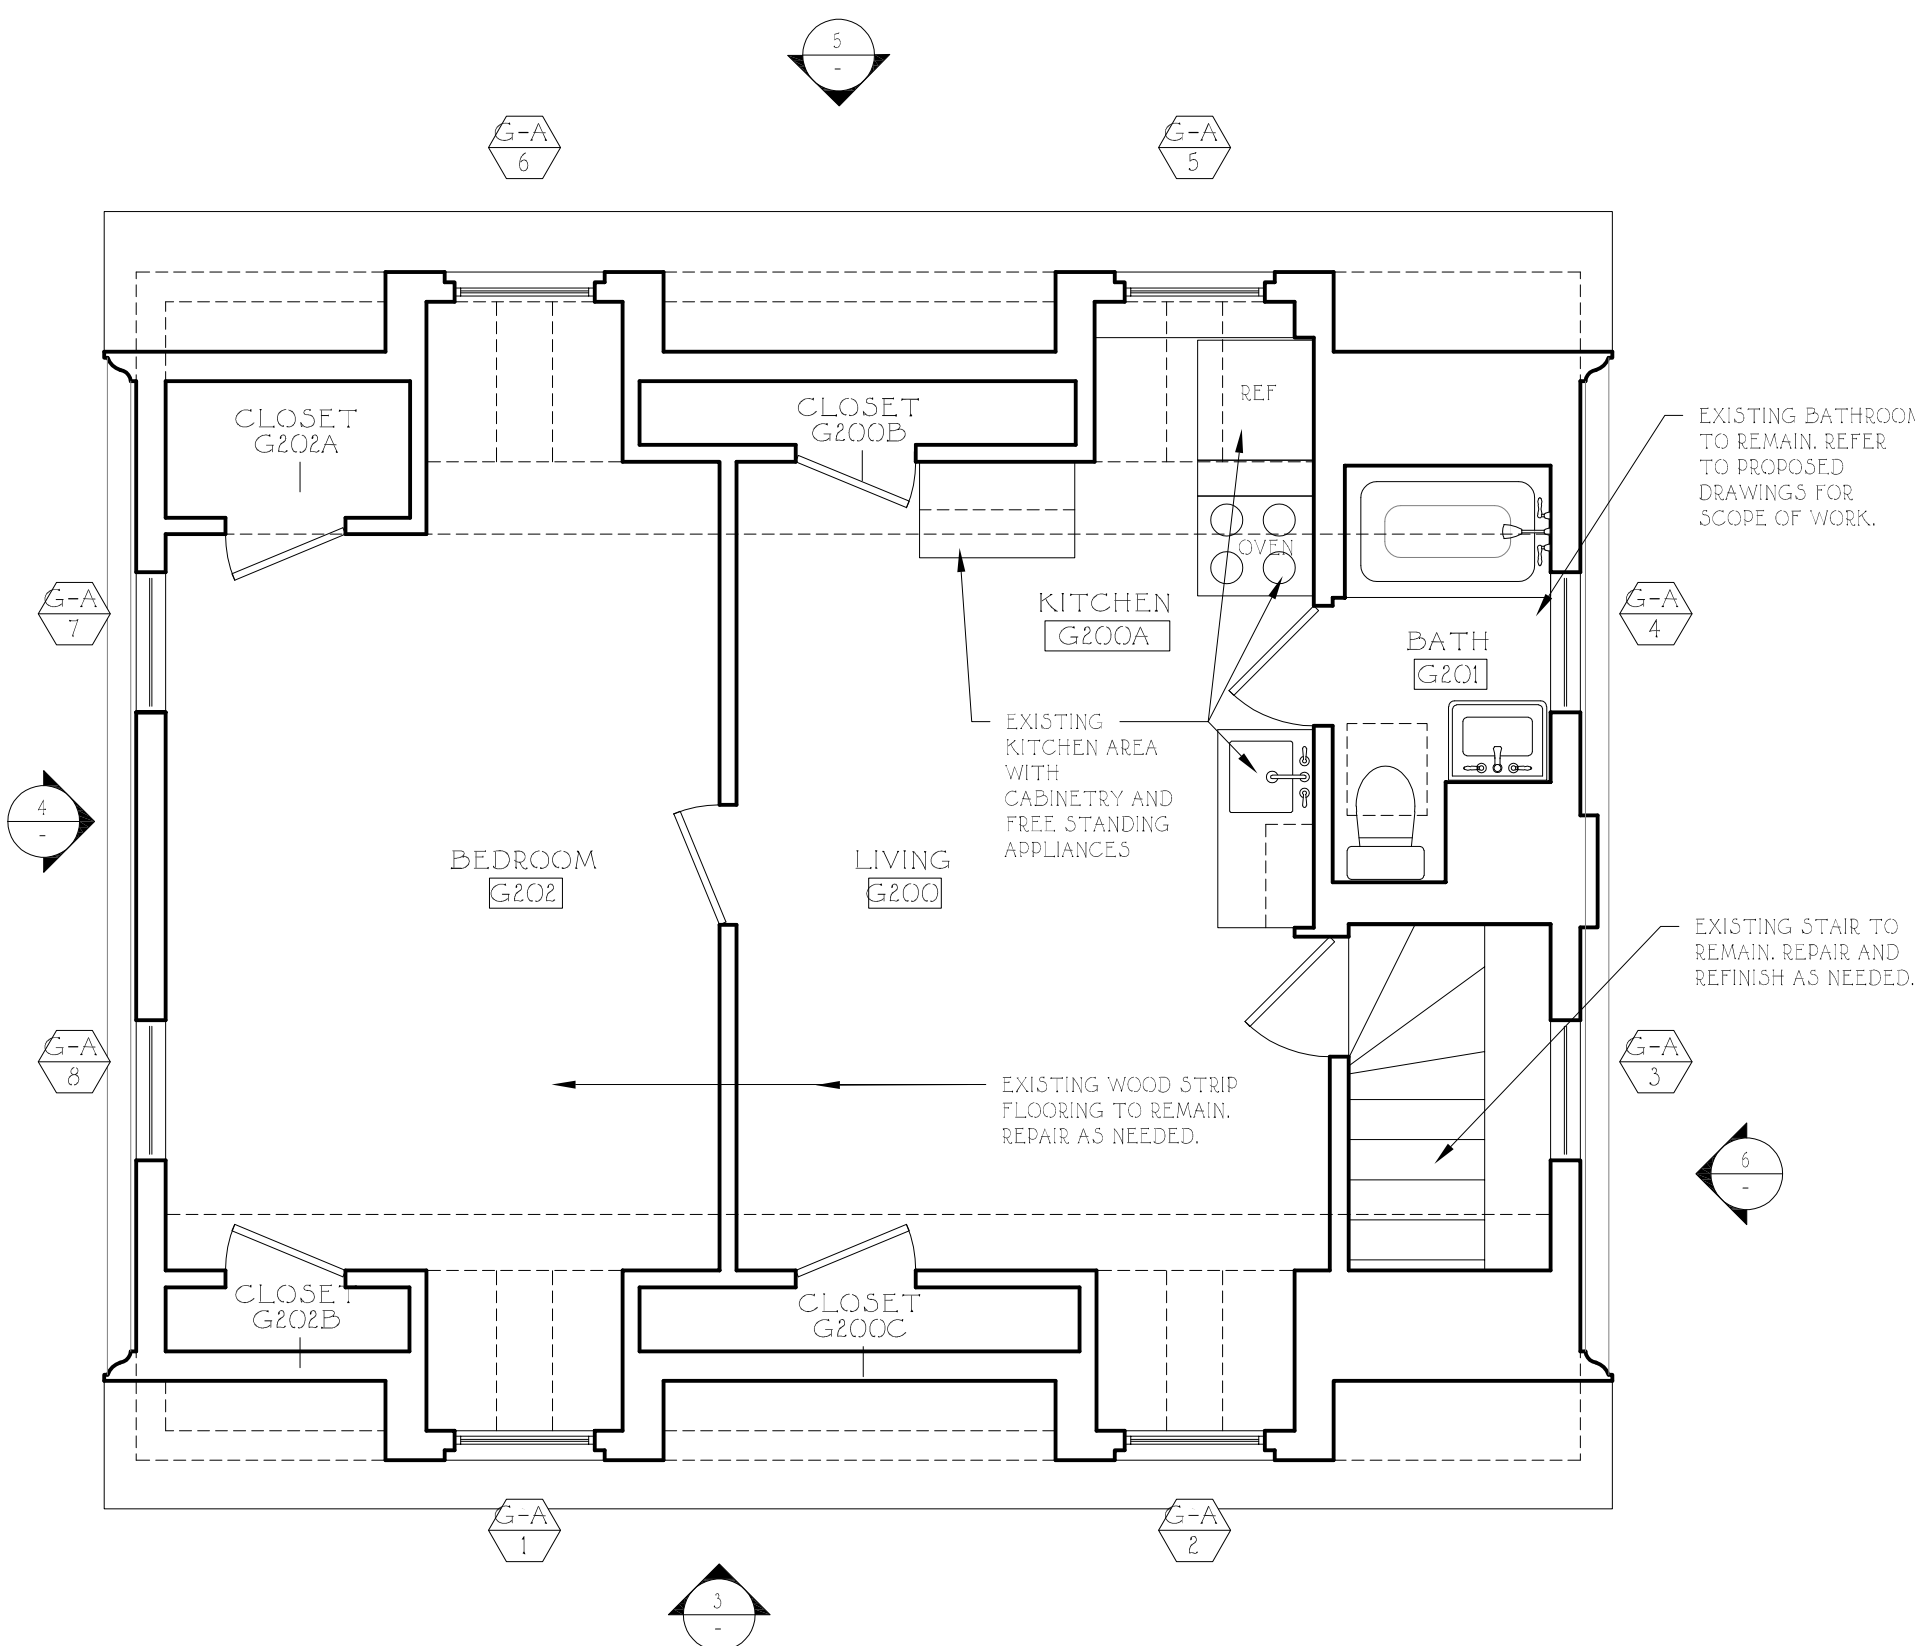 5
-
G-A
6
G-A
5
CLOSET
G202A
CLOSET
G200B
REF
OVEN
EXISTING BATHROOM
TO REMAIN. REFER
TO PROPOSED
DRAWINGS FOR
SCOPE OF WORK.
G-A
7
KITCHEN
G200A
BATH
G201
G-A
4
EXISTING
KITCHEN AREA
WITH
CABINETRY AND
FREE STANDING
APPLIANCES
4
-
BEDROOM
G202
LIVING
G200
EXISTING STAIR TO
REMAIN. REPAIR AND
REFINISH AS NEEDED.
G-A
8
G-A
3
EXISTING WOOD STRIP
FLOORING TO REMAIN.
REPAIR AS NEEDED.
6
-
CLOSET
G202B
CLOSET
G200C
G-A
1
G-A
2
3
-